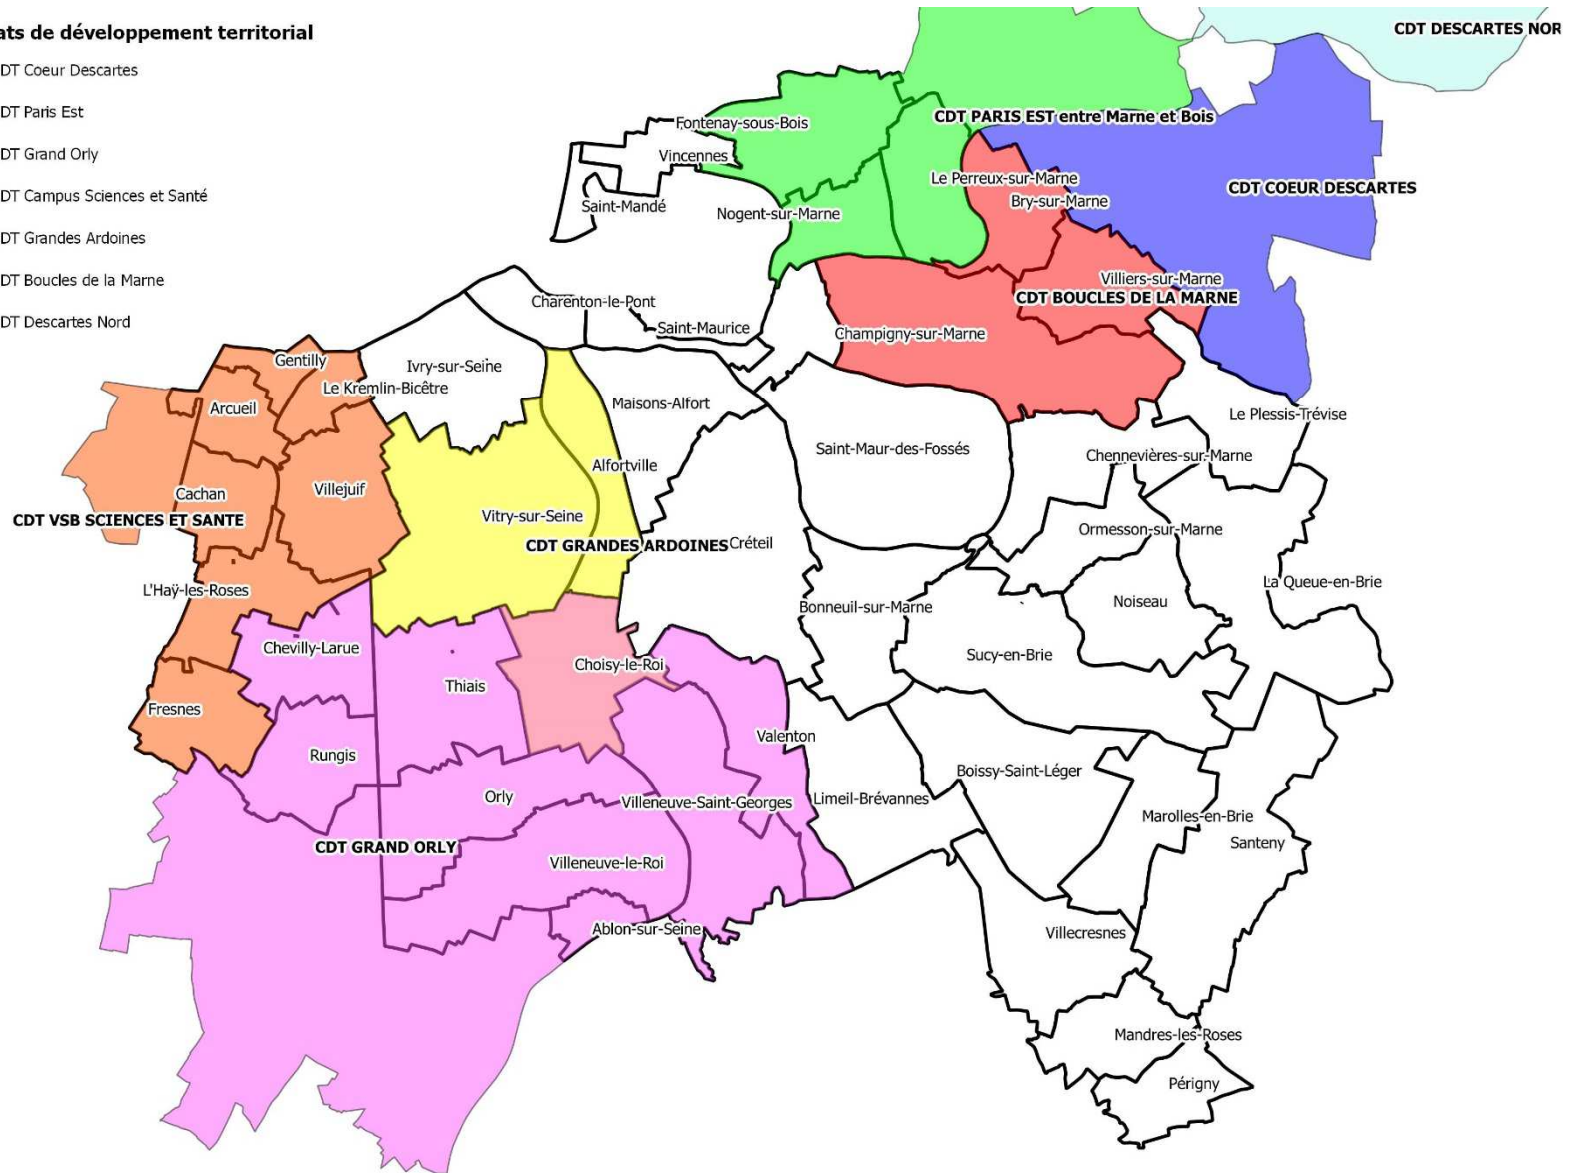 ats de développement territorial
DT Coeur Descartes
DT Paris Est
DT Grand Orly
DT Campus Sciences et Santé
DT Grandes Ardoines
DT Boucles de la Marne
DT Descartes Nord
CDT DESCARTES NOR
CDT PARIS EST entre Marne et Bois
Fontenay-sous-Bois
Vincennes
Le Perreux-sur-Marne
CDT COEUR DESCARTES
Bry-sur-Marne
Saint-Mandé
Nogent-sur-Marne
Villiers-sur-Marne
CDT BOUCLES DE LA MARNE
Charenton-le-Pont
Saint-Maurice
Champigny-sur-Marne
Gentilly
Ivry-sur-Seine
Le Kremlin-Bicêtre
Arcueil
Maisons-Alfort
Le Plessis-Trévise
Saint-Maur-des-Fossés
Chennevières-sur-Marne
Alfortville
Villejuif
Cachan
CDT VSB SCIENCES ET SANTE
Vitry-sur-Seine
Ormesson-sur-Marne
CDT GRANDES ARDOINES
Créteil
L'Haÿ-les-Roses
La Queue-en-Brie
Noiseau
Bonneuil-sur-Marne
Chevilly-Larue
Sucy-en-Brie
Choisy-le-Roi
Thiais
Fresnes
Valenton
Rungis
Boissy-Saint-Léger
Orly
Villeneuve-Saint-Georges
Limeil-Brévannes
Marolles-en-Brie
Santeny
CDT GRAND ORLY
Villeneuve-le-Roi
Ablon-sur-Seine
Villecresnes
Mandres-les-Roses
Périgny